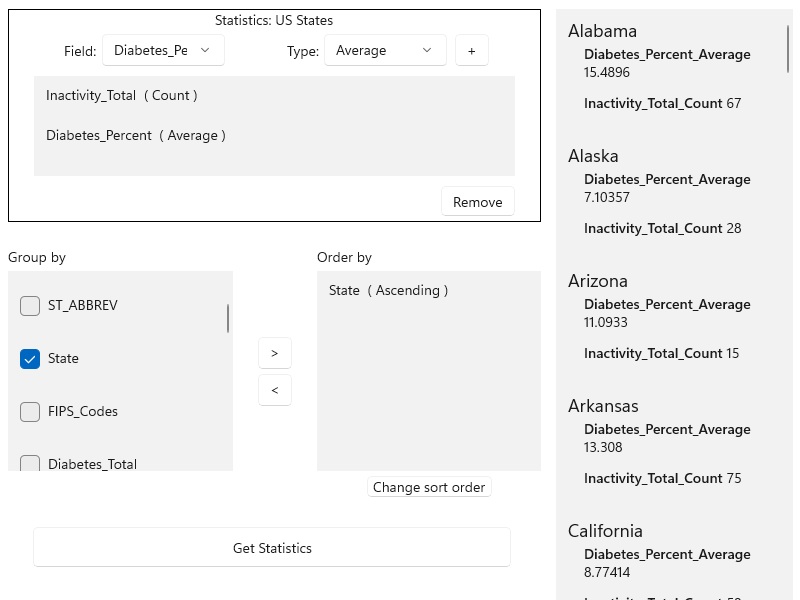 Statistics: US States
Field: Diabetes_Pe Type: Average +
Inactivity_Total ( Count )
Diabetes_Percent ( Average )
Remove
Group by
ST_ABBREV
State
FIPS_Codes
Diabetes_Total
>
<
Order by
State ( Ascending )
Change sort order
Get Statistics
Alabama
Diabetes_Percent_Average
15.4896
Inactivity_Total_Count 67
Alaska
Diabetes_Percent_Average
7.10357
Inactivity_Total_Count 28
Arizona
Diabetes_Percent_Average
11.0933
Inactivity_Total_Count 15
Arkansas
Diabetes_Percent_Average
13.308
Inactivity_Total_Count 75
California
Diabetes_Percent_Average
8.77414